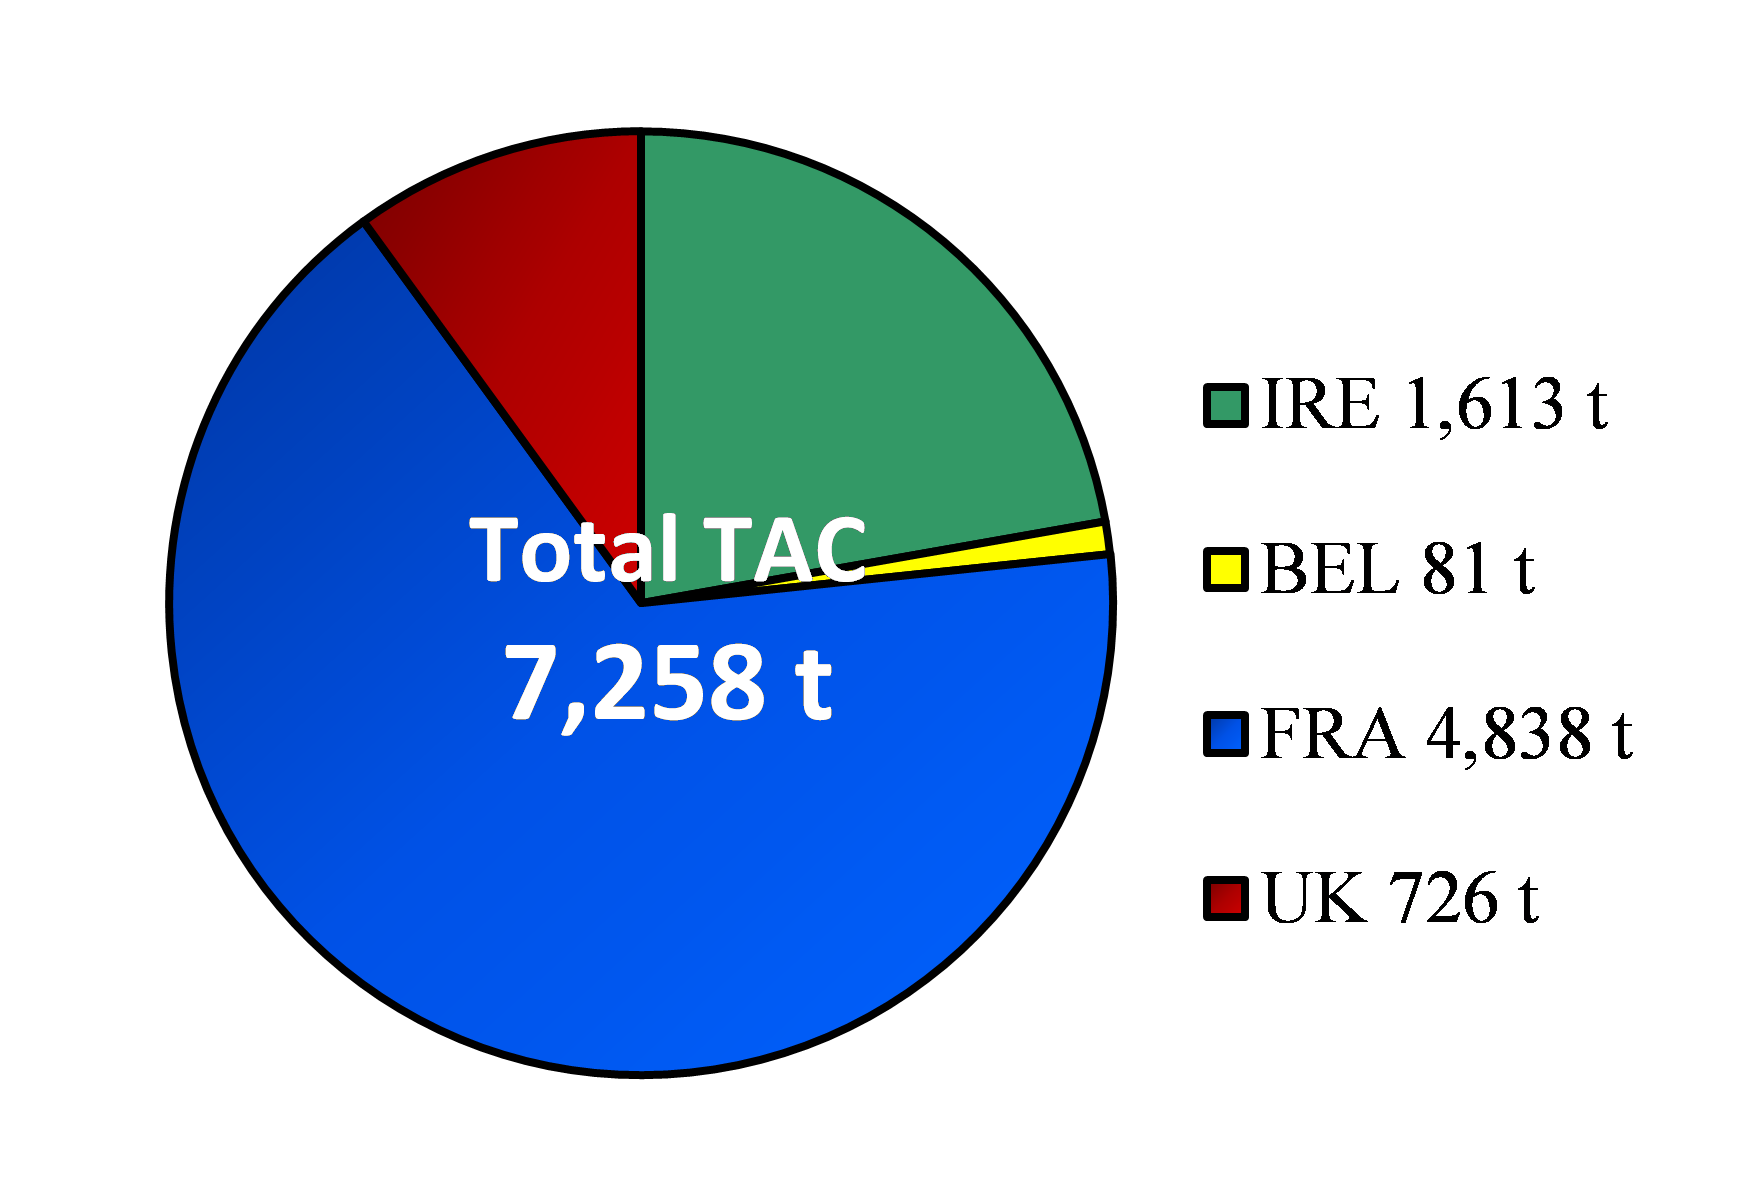 Total TAC
7,258 t
IRE 1,613 t
BEL 81 t
FRA 4,838 t
UK 726 t